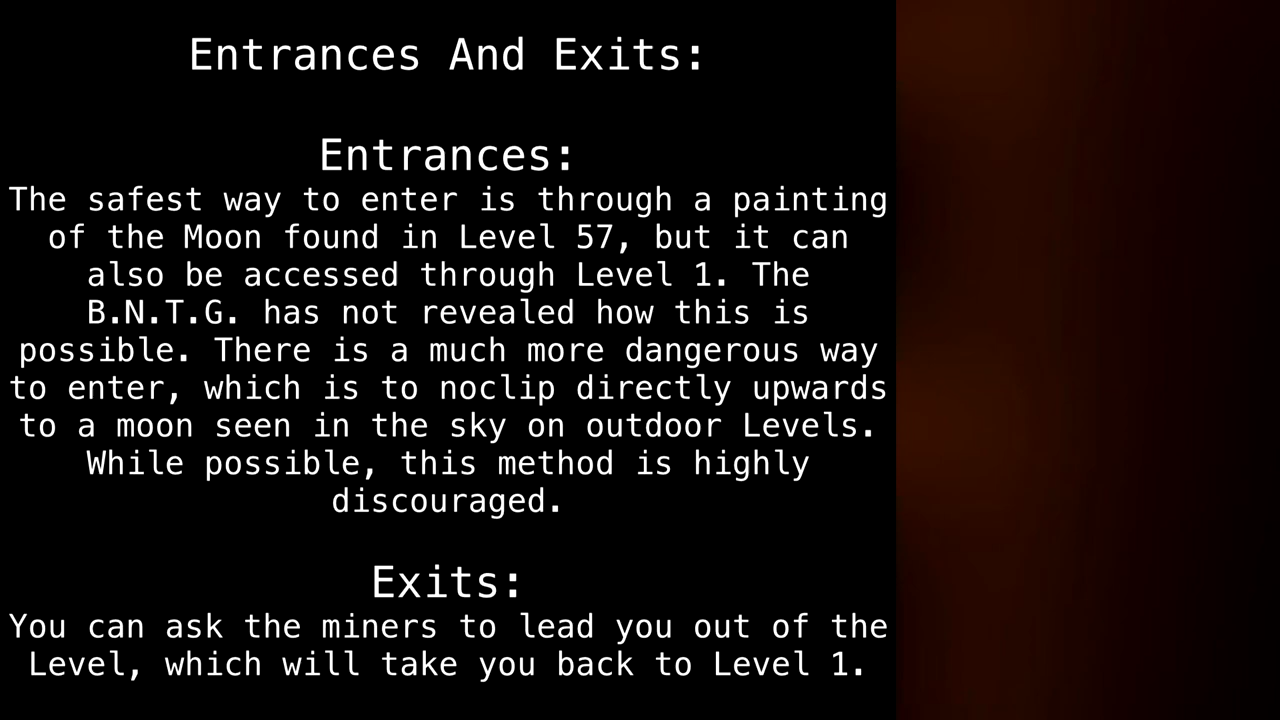 Entrances And Exits:
Entrances:
The safest way to enter is through a painting
of the Moon found in Level 57, but it can
also be accessed through Level 1. The
B.N.T.G. has not revealed how this is
possible. There is a much more dangerous way
to enter, which is to noclip directly upwards
to a moon seen in the sky on outdoor Levels.
While possible, this method is highly
discouraged.
Exits:
You can ask the miners to lead you out of the
Level, which will take you back to Level 1.